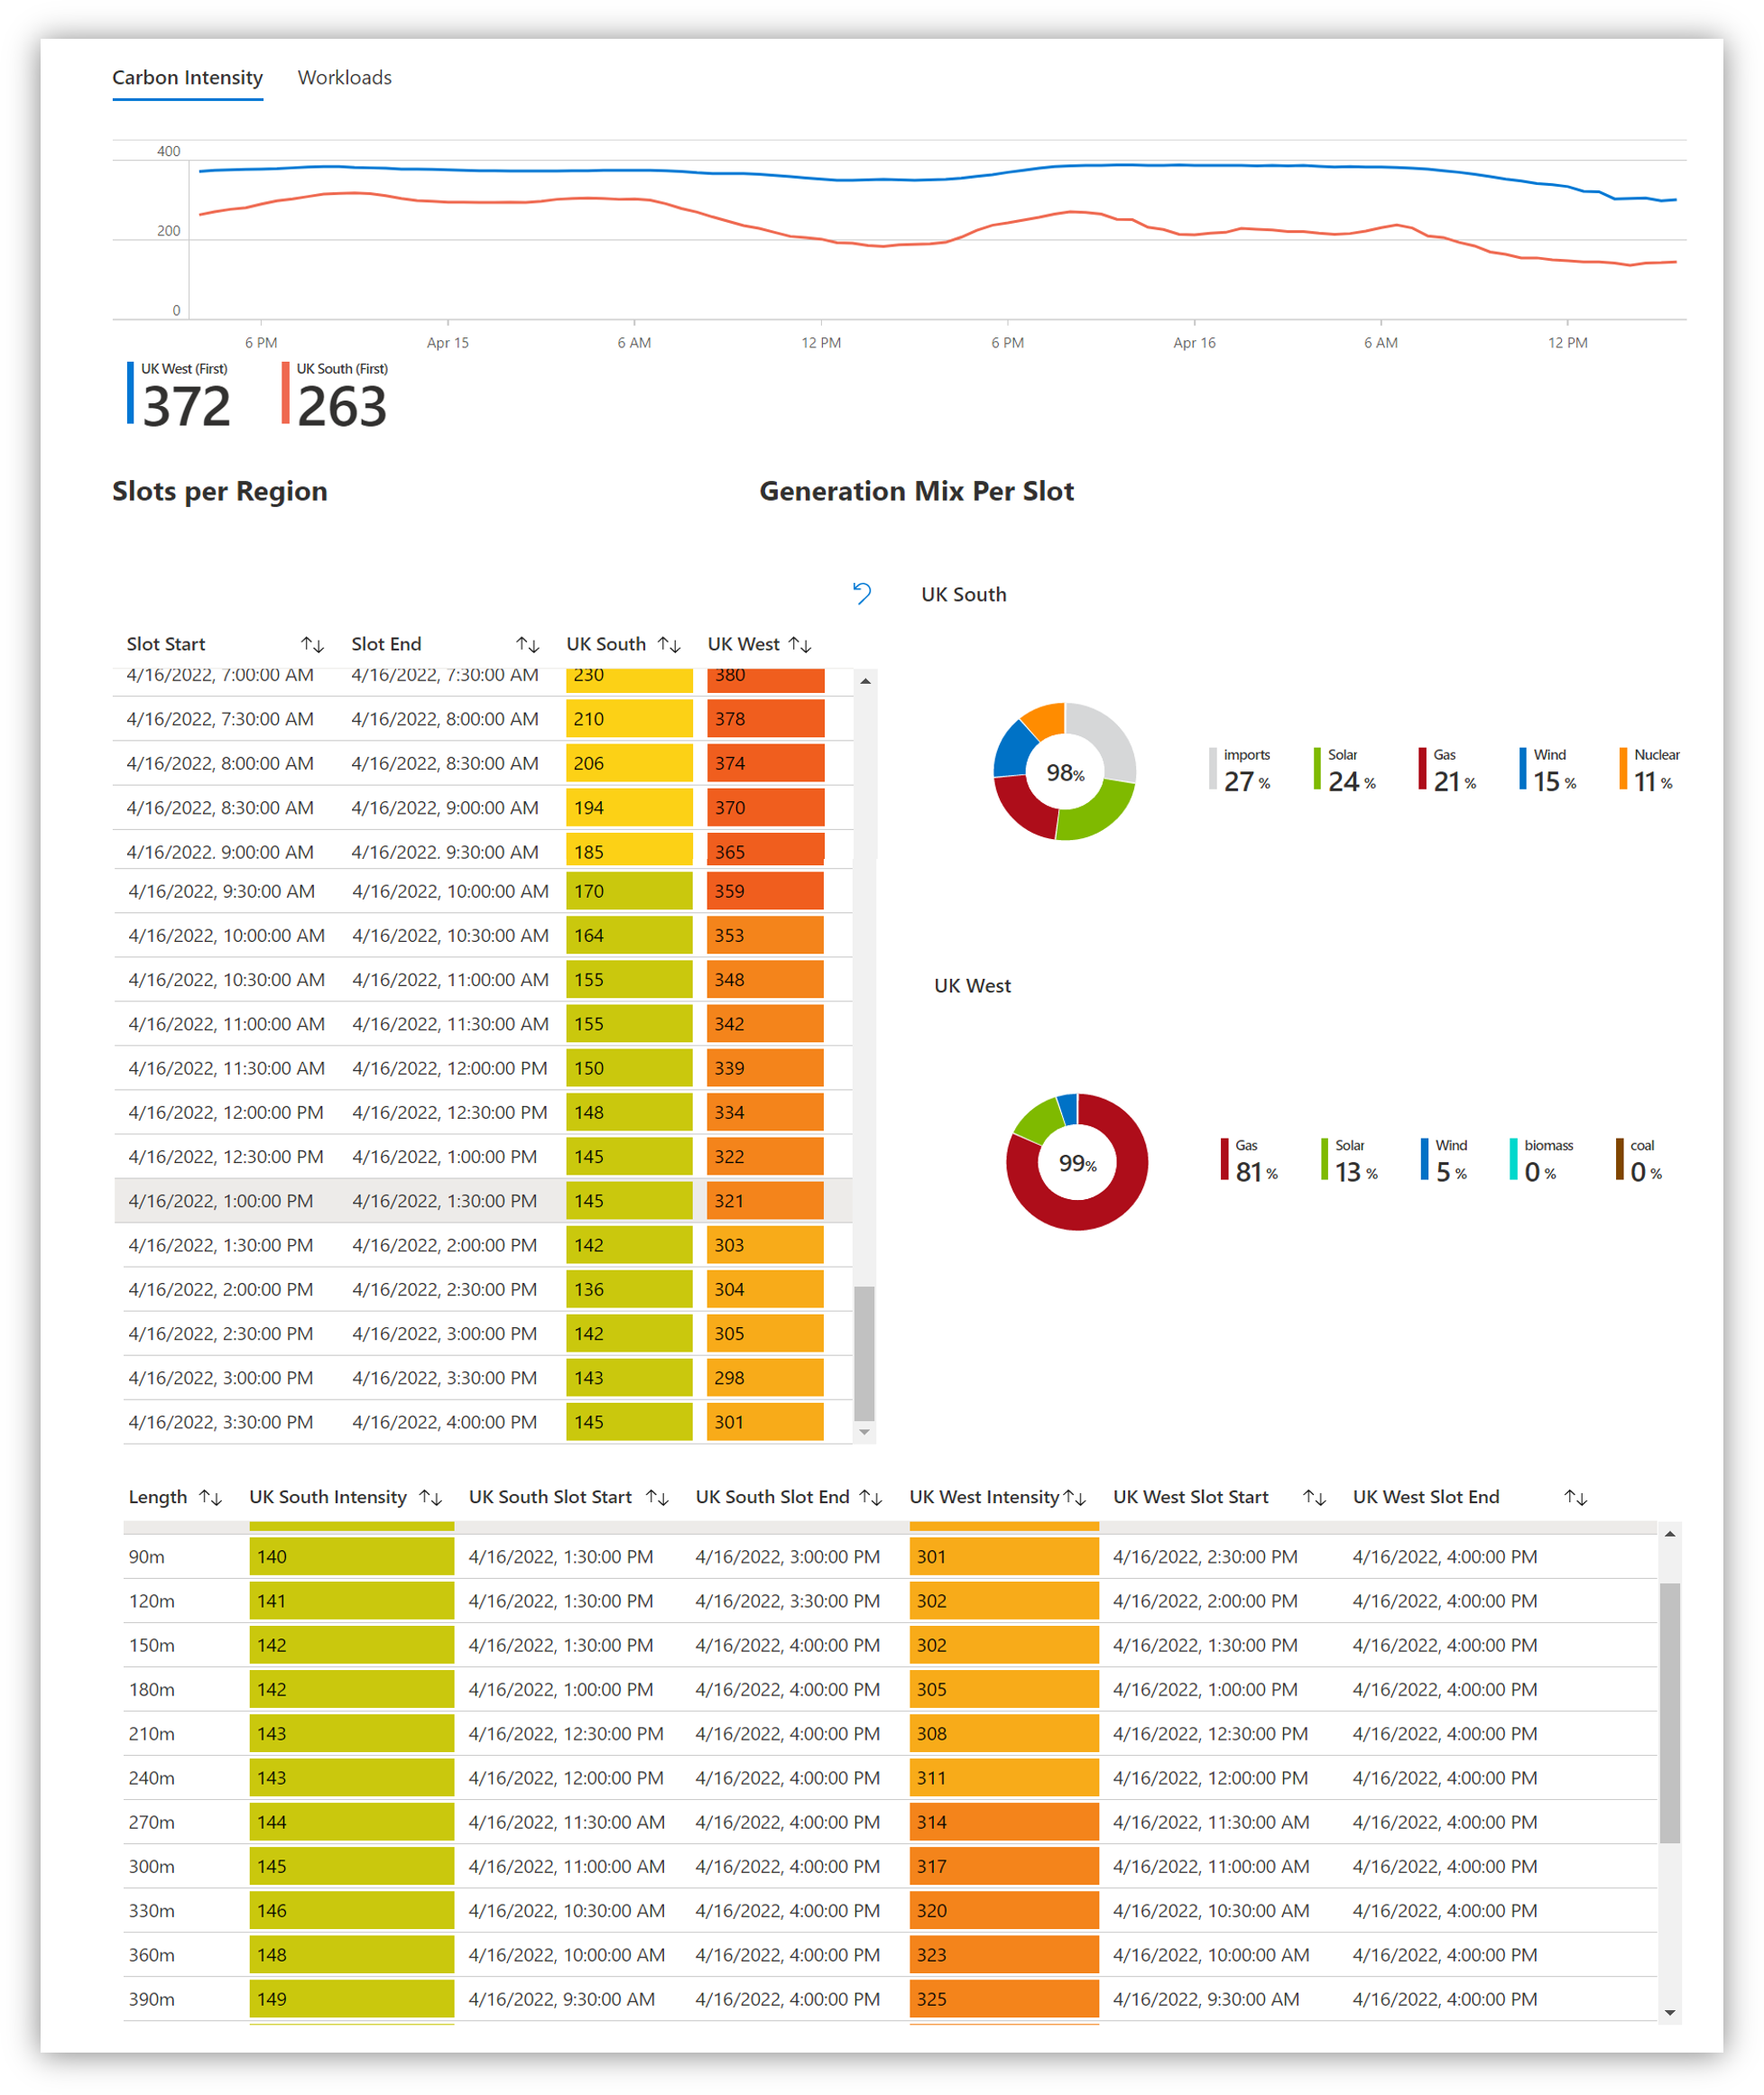 Carbon Intensity Workloads
400
200
0
6 PM Apr 15 6 AM 12 PM 6 PM Apr 16 6 AM 12 PM
UK West (First) UK South (First)
372 263
Slots per Region Generation Mix Per Slot
UK South
Slot Start Slot End UK South UK West
4/16/2022, 7:00:00 AM 4/16/2022, 7:30:00 AM 230 380
4/16/2022, 7:30:00 AM 4/16/2022, 8:00:00 AM 210 378
4/16/2022, 8:00:00 AM 4/16/2022, 8:30:00 AM 206 374
4/16/2022, 8:30:00 AM 4/16/2022, 9:00:00 AM 194 370
4/16/2022. 9:00:00 AM 4/16/2022. 9:30:00 AM 185 365
4/16/2022, 9:30:00 AM 4/16/2022, 10:00:00 AM 170 359
4/16/2022, 10:00:00 AM 4/16/2022, 10:30:00 AM 164 353
4/16/2022, 10:30:00 AM 4/16/2022, 11:00:00 AM 155 348
4/16/2022, 11:00:00 AM 4/16/2022, 11:30:00 AM 155 342
4/16/2022, 11:30:00 AM 4/16/2022, 12:00:00 PM 150 339
4/16/2022, 12:00:00 PM 4/16/2022, 12:30:00 PM 148 334
4/16/2022, 12:30:00 PM 4/16/2022, 1:00:00 PM 145 322
4/16/2022, 1:00:00 PM 4/16/2022, 1:30:00 PM 145 321
4/16/2022, 1:30:00 PM 4/16/2022, 2:00:00 PM 142 303
4/16/2022, 2:00:00 PM 4/16/2022, 2:30:00 PM 136 304
4/16/2022, 2:30:00 PM 4/16/2022, 3:00:00 PM 142 305
4/16/2022, 3:00:00 PM 4/16/2022, 3:30:00 PM 143 298
4/16/2022, 3:30:00 PM 4/16/2022, 4:00:00 PM 145 301
98%
imports Solar Gas Wind Nuclear
27 % 24 % 21 % 15 % 11 %
UK West
99%
Gas Solar Wind biomass coal
81 % 13 % 5 % 0 % 0 %
Length UK South Intensity UK South Slot Start UK South Slot End UK West Intensity UK West Slot Start UK West Slot End
90m 140 4/16/2022, 1:30:00 PM 4/16/2022, 3:00:00 PM 301 4/16/2022, 2:30:00 PM 4/16/2022, 4:00:00 PM
120m 141 4/16/2022, 1:30:00 PM 4/16/2022, 3:30:00 PM 302 4/16/2022, 2:00:00 PM 4/16/2022, 4:00:00 PM
150m 142 4/16/2022, 1:30:00 PM 4/16/2022, 4:00:00 PM 302 4/16/2022, 1:30:00 PM 4/16/2022, 4:00:00 PM
180m 142 4/16/2022, 1:00:00 PM 4/16/2022, 4:00:00 PM 305 4/16/2022, 1:00:00 PM 4/16/2022, 4:00:00 PM
210m 143 4/16/2022, 12:30:00 PM 4/16/2022, 4:00:00 PM 308 4/16/2022, 12:30:00 PM 4/16/2022, 4:00:00 PM
240m 143 4/16/2022, 12:00:00 PM 4/16/2022, 4:00:00 PM 311 4/16/2022, 12:00:00 PM 4/16/2022, 4:00:00 PM
270m 144 4/16/2022, 11:30:00 AM 4/16/2022, 4:00:00 PM 314 4/16/2022, 11:30:00 AM 4/16/2022, 4:00:00 PM
300m 145 4/16/2022, 11:00:00 AM 4/16/2022, 4:00:00 PM 317 4/16/2022, 11:00:00 AM 4/16/2022, 4:00:00 PM
330m 146 4/16/2022, 10:30:00 AM 4/16/2022, 4:00:00 PM 320 4/16/2022, 10:30:00 AM 4/16/2022, 4:00:00 PM
360m 148 4/16/2022, 10:00:00 AM 4/16/2022, 4:00:00 PM 323 4/16/2022, 10:00:00 AM 4/16/2022, 4:00:00 PM
390m 149 4/16/2022, 9:30:00 AM 4/16/2022, 4:00:00 PM 325 4/16/2022, 9:30:00 AM 4/16/2022, 4:00:00 PM